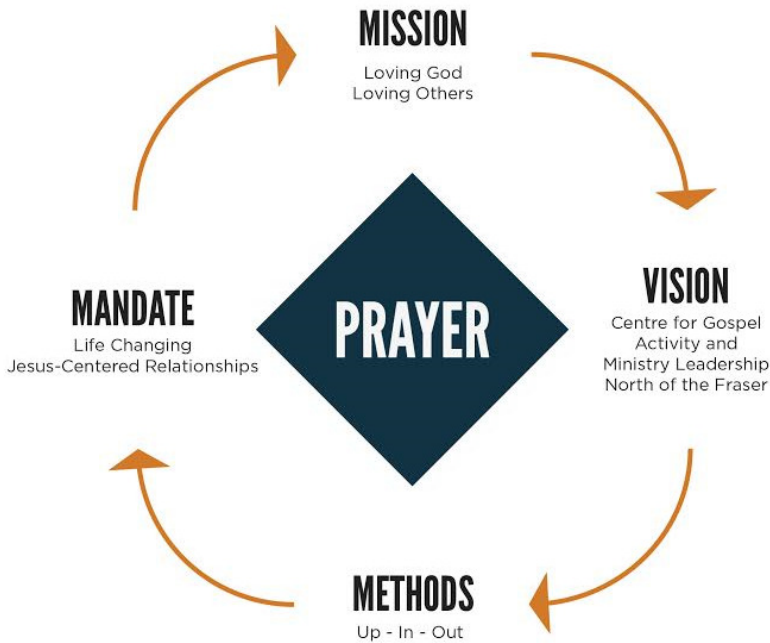 MISSION
Loving God
Loving Others
MANDATE
Life Changing
Jesus-Centered Relationships
PRAYER
VISION
Centre for Gospel
Activity and
Ministry Leadership
North of the Fraser
METHODS
Up - In - Out